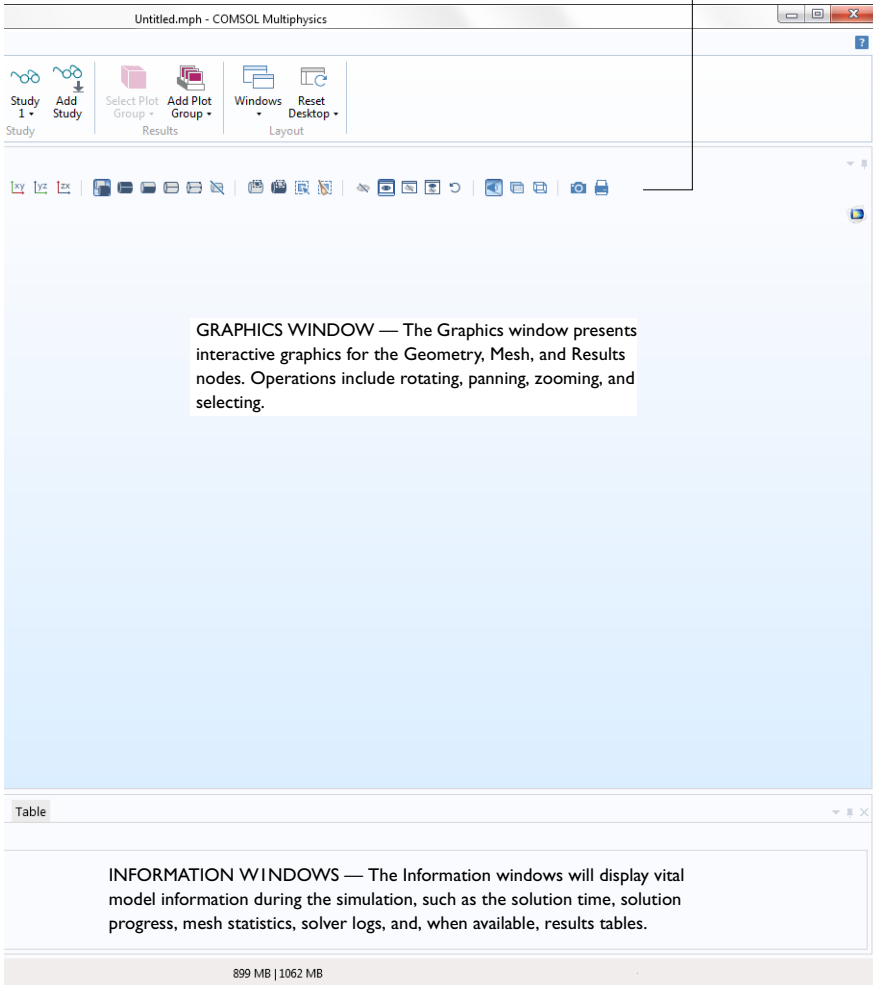 Untitled.mph - COMSOL Multiphysics
?
Study Add Select Plot Add Plot Windows Reset
1 Study Group Group Desktop
Study Results Layout
xy yz zx
GRAPHICS WINDOW — The Graphics window presents
interactive graphics for the Geometry, Mesh, and Results
nodes. Operations include rotating, panning, zooming, and
selecting.
Table
INFORMATION WINDOWS — The Information windows will display vital
model information during the simulation, such as the solution time, solution
progress, mesh statistics, solver logs, and, when available, results tables.
899 MB | 1062 MB